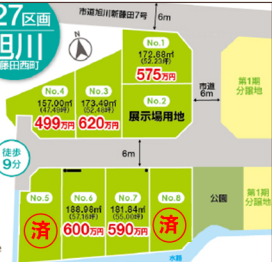 27区画
旭川
藤田西町
市道旭川新藤田7号
6m
No.1
172.68㎡
(52.23坪)
575万円
No.4
157.00㎡
(47.49坪)
499万円
No.3
173.49㎡
(52.48坪)
620万円
No.2
展示場用地
市道
6m
第1期
分譲地
徒歩
9分
6m
No.5
済
No.6
188.98㎡
(57.16坪)
600万円
No.7
181.84㎡
(55.00坪)
590万円
No.8
済
公園
第1期
分譲地
水路